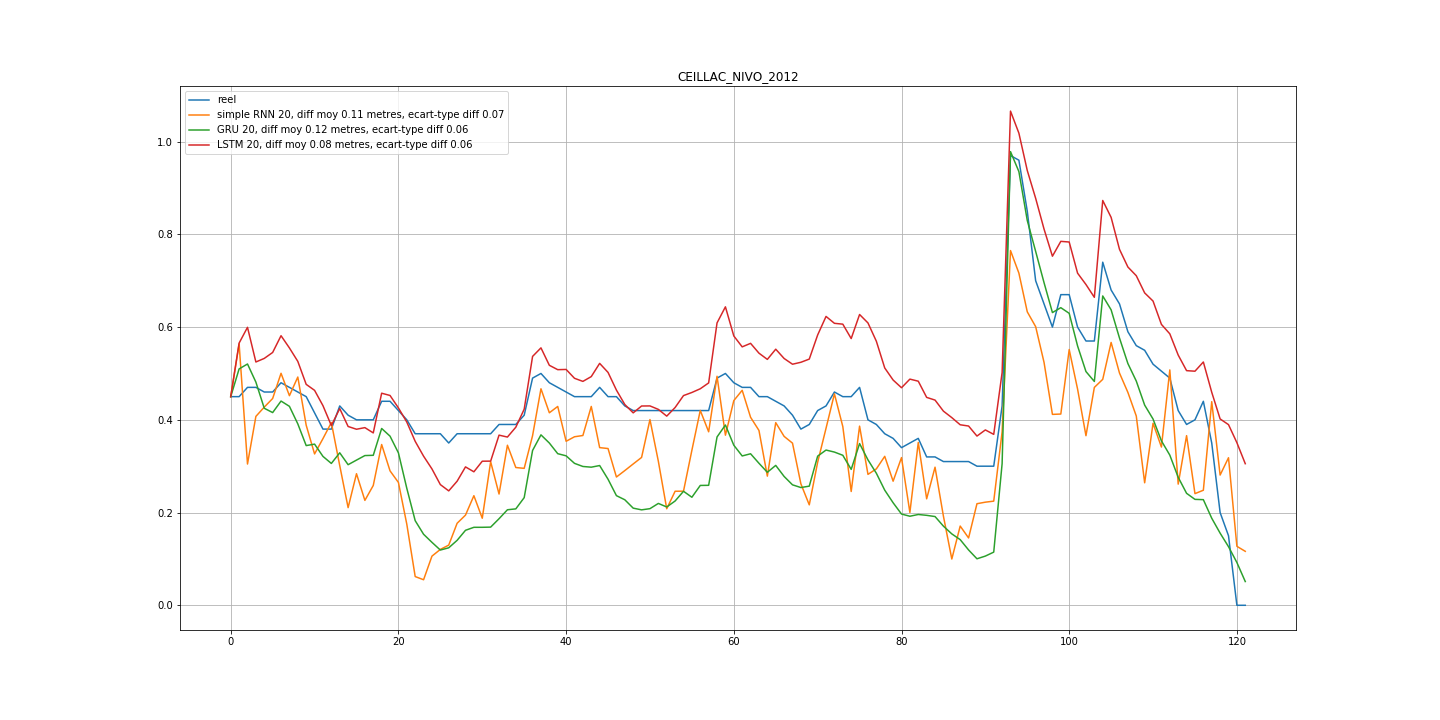 CEILLAC_NIVO_2012
reel
simple RNN 20, diff moy 0.11 metres, ecart-type diff 0.07
GRU 20, diff moy 0.12 metres, ecart-type diff 0.06
LSTM 20, diff moy 0.08 metres, ecart-type diff 0.06
1.0
0.8
0.6
0.4
0.2
0.0
0 20 40 60 80 100 120